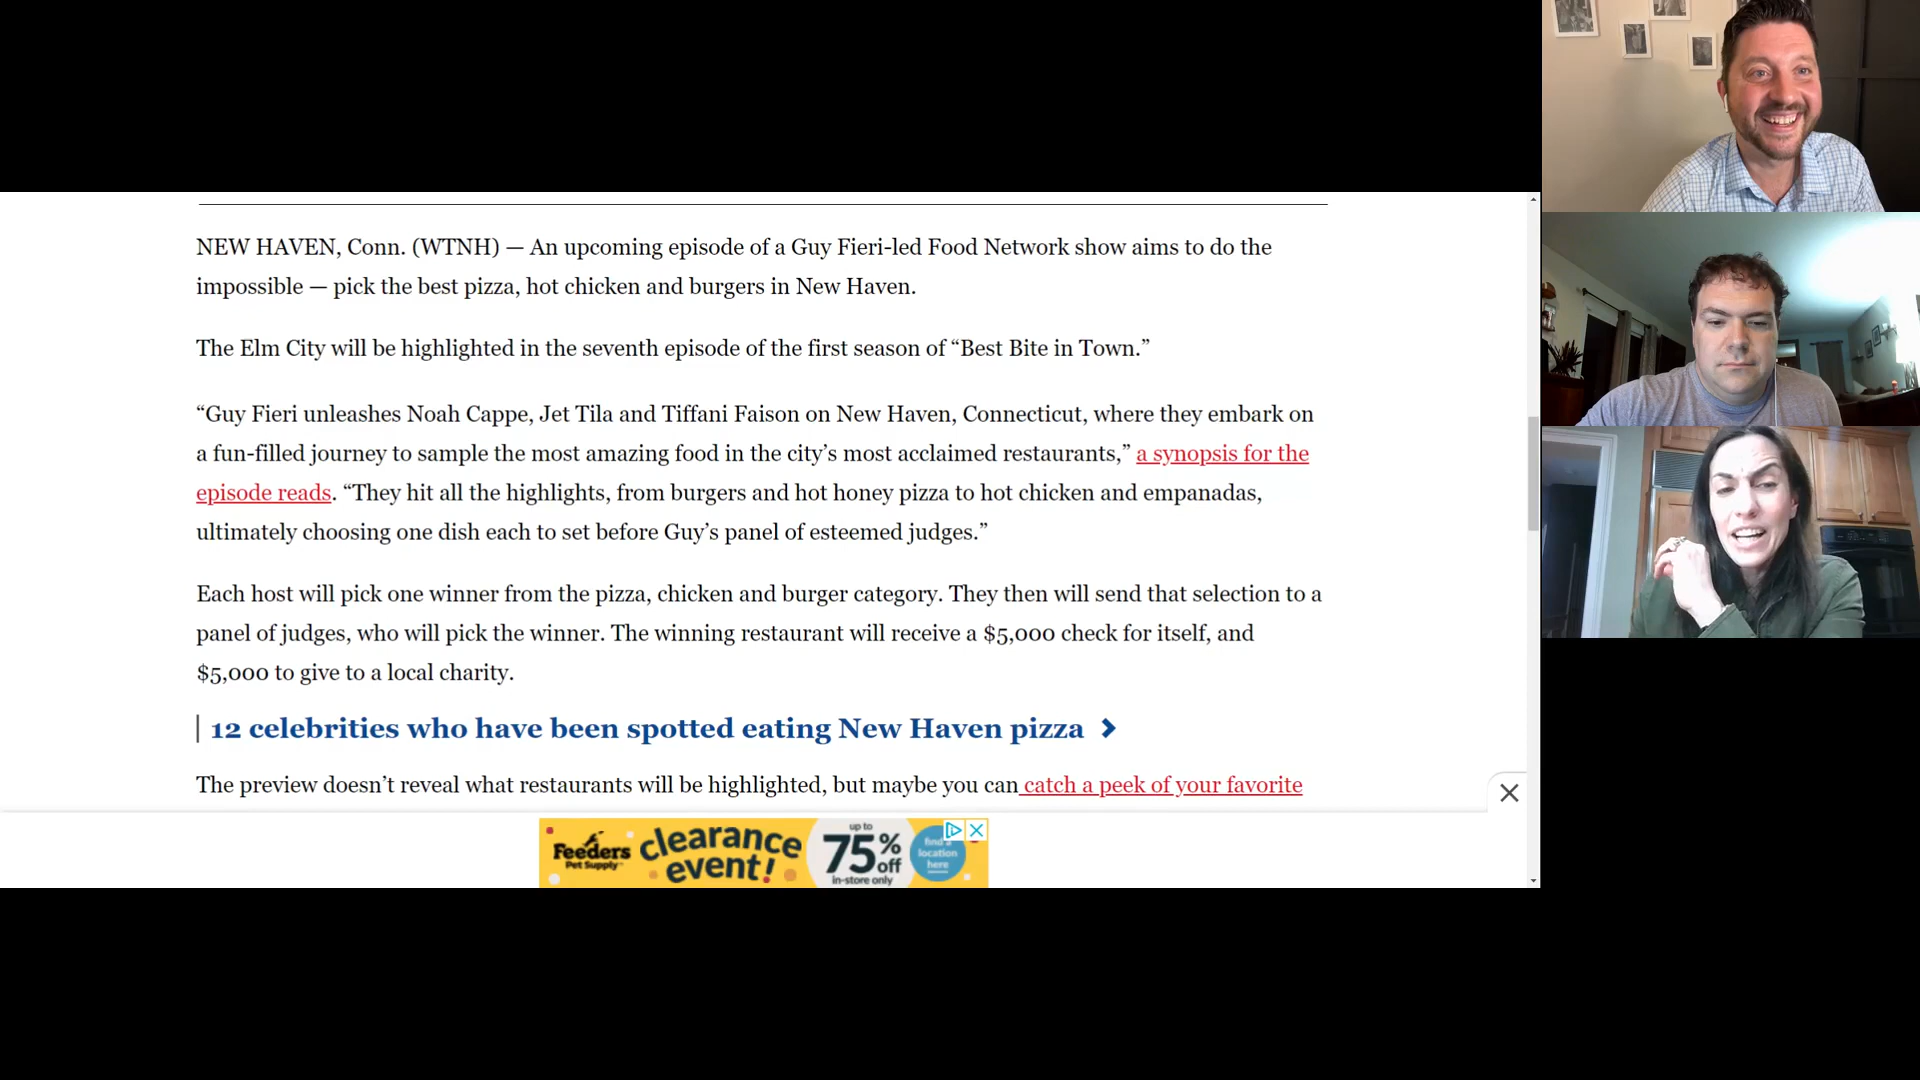 NEW HAVEN, Conn. (WTNH) — An upcoming episode of a Guy Fieri-led Food Network show aims to do the
impossible — pick the best pizza, hot chicken and burgers in New Haven.
The Elm City will be highlighted in the seventh episode of the first season of “Best Bite in Town.”
“Guy Fieri unleashes Noah Cappe, Jet Tila and Tiffani Faison on New Haven, Connecticut, where they embark on
a fun-filled journey to sample the most amazing food in the city’s most acclaimed restaurants,” a synopsis for the
episode reads. “They hit all the highlights, from burgers and hot honey pizza to hot chicken and empanadas,
ultimately choosing one dish each to set before Guy’s panel of esteemed judges.”
Each host will pick one winner from the pizza, chicken and burger category. They then will send that selection to a
panel of judges, who will pick the winner. The winning restaurant will receive a $5,000 check for itself, and
$5,000 to give to a local charity.
12 celebrities who have been spotted eating New Haven pizza
The preview doesn’t reveal what restaurants will be highlighted, but maybe you can catch a peek of your favorite
Feeders
Pet Supply
clearance
event!
up to
75% off
in-store only
find a
location
here